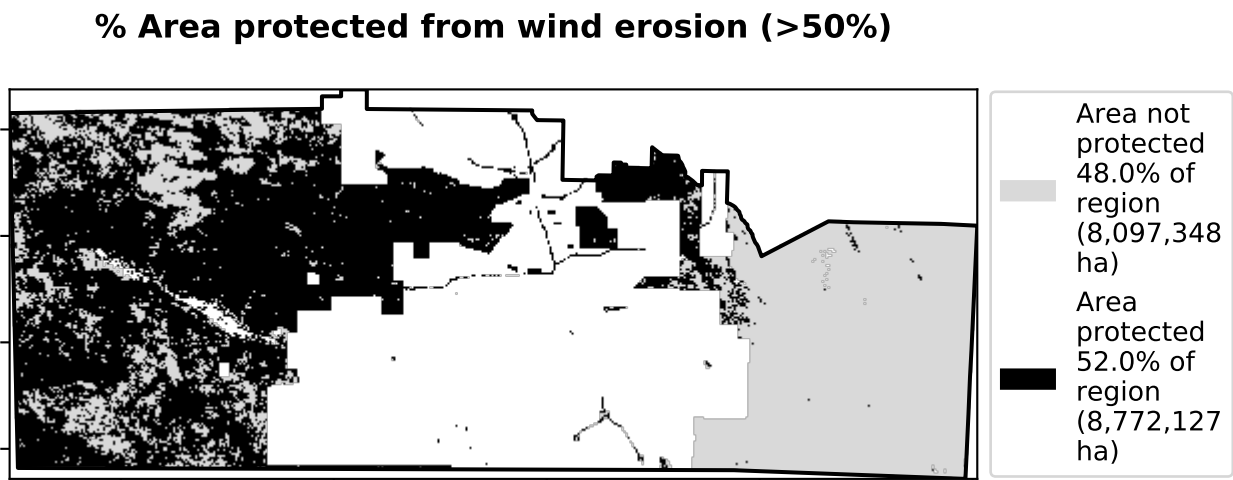 % Area protected from wind erosion (>50%)
Area not
protected
48.0% of
region
(8,097,348
ha)
Area
protected
52.0% of
region
(8,772,127
ha)